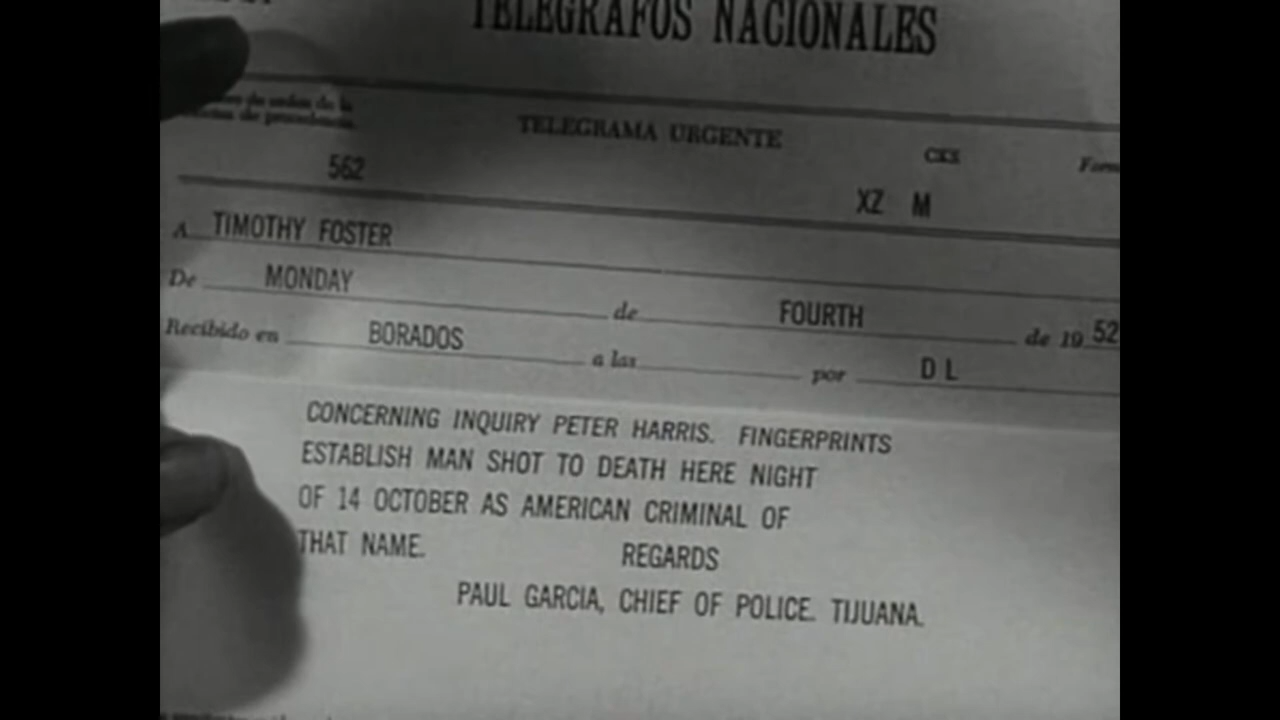 TELEGRAFOS NACIONALES
TELEGRAMA URGENTE
562
XZ M
A TIMOTHY FOSTER
De MONDAY de FOURTH de 19 52
Recibido en BORADOS a las por D L
CONCERNING INQUIRY PETER HARRIS. FINGERPRINTS
ESTABLISH MAN SHOT TO DEATH HERE NIGHT
OF 14 OCTOBER AS AMERICAN CRIMINAL OF
THAT NAME. REGARDS
PAUL GARCIA, CHIEF OF POLICE. TIJUANA.